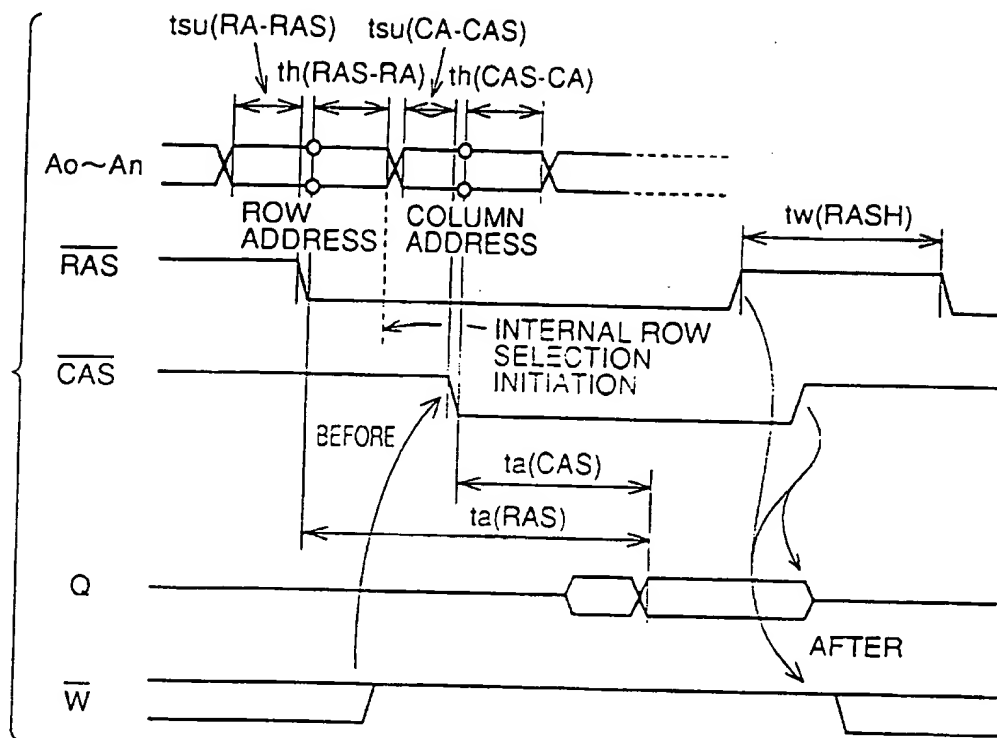 tsu(RA-RAS) tsu(CA-CAS)
th(RAS-RA) th(CAS-CA)
Ao~An
ROW
ADDRESS
COLUMN
ADDRESS
tw(RASH)
RAS
INTERNAL ROW
SELECTION
INITIATION
CAS
BEFORE
ta(CAS)
ta(RAS)
Q
AFTER
W